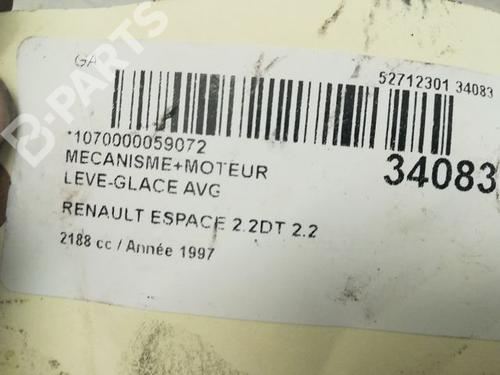 B-PARTS
GA
52712301 34083
*1070000059072
34083
MECANISME+MOTEUR
LEVE-GLACE AVG
RENAULT ESPACE 2.2DT 2.2
2188 cc / Année 1997